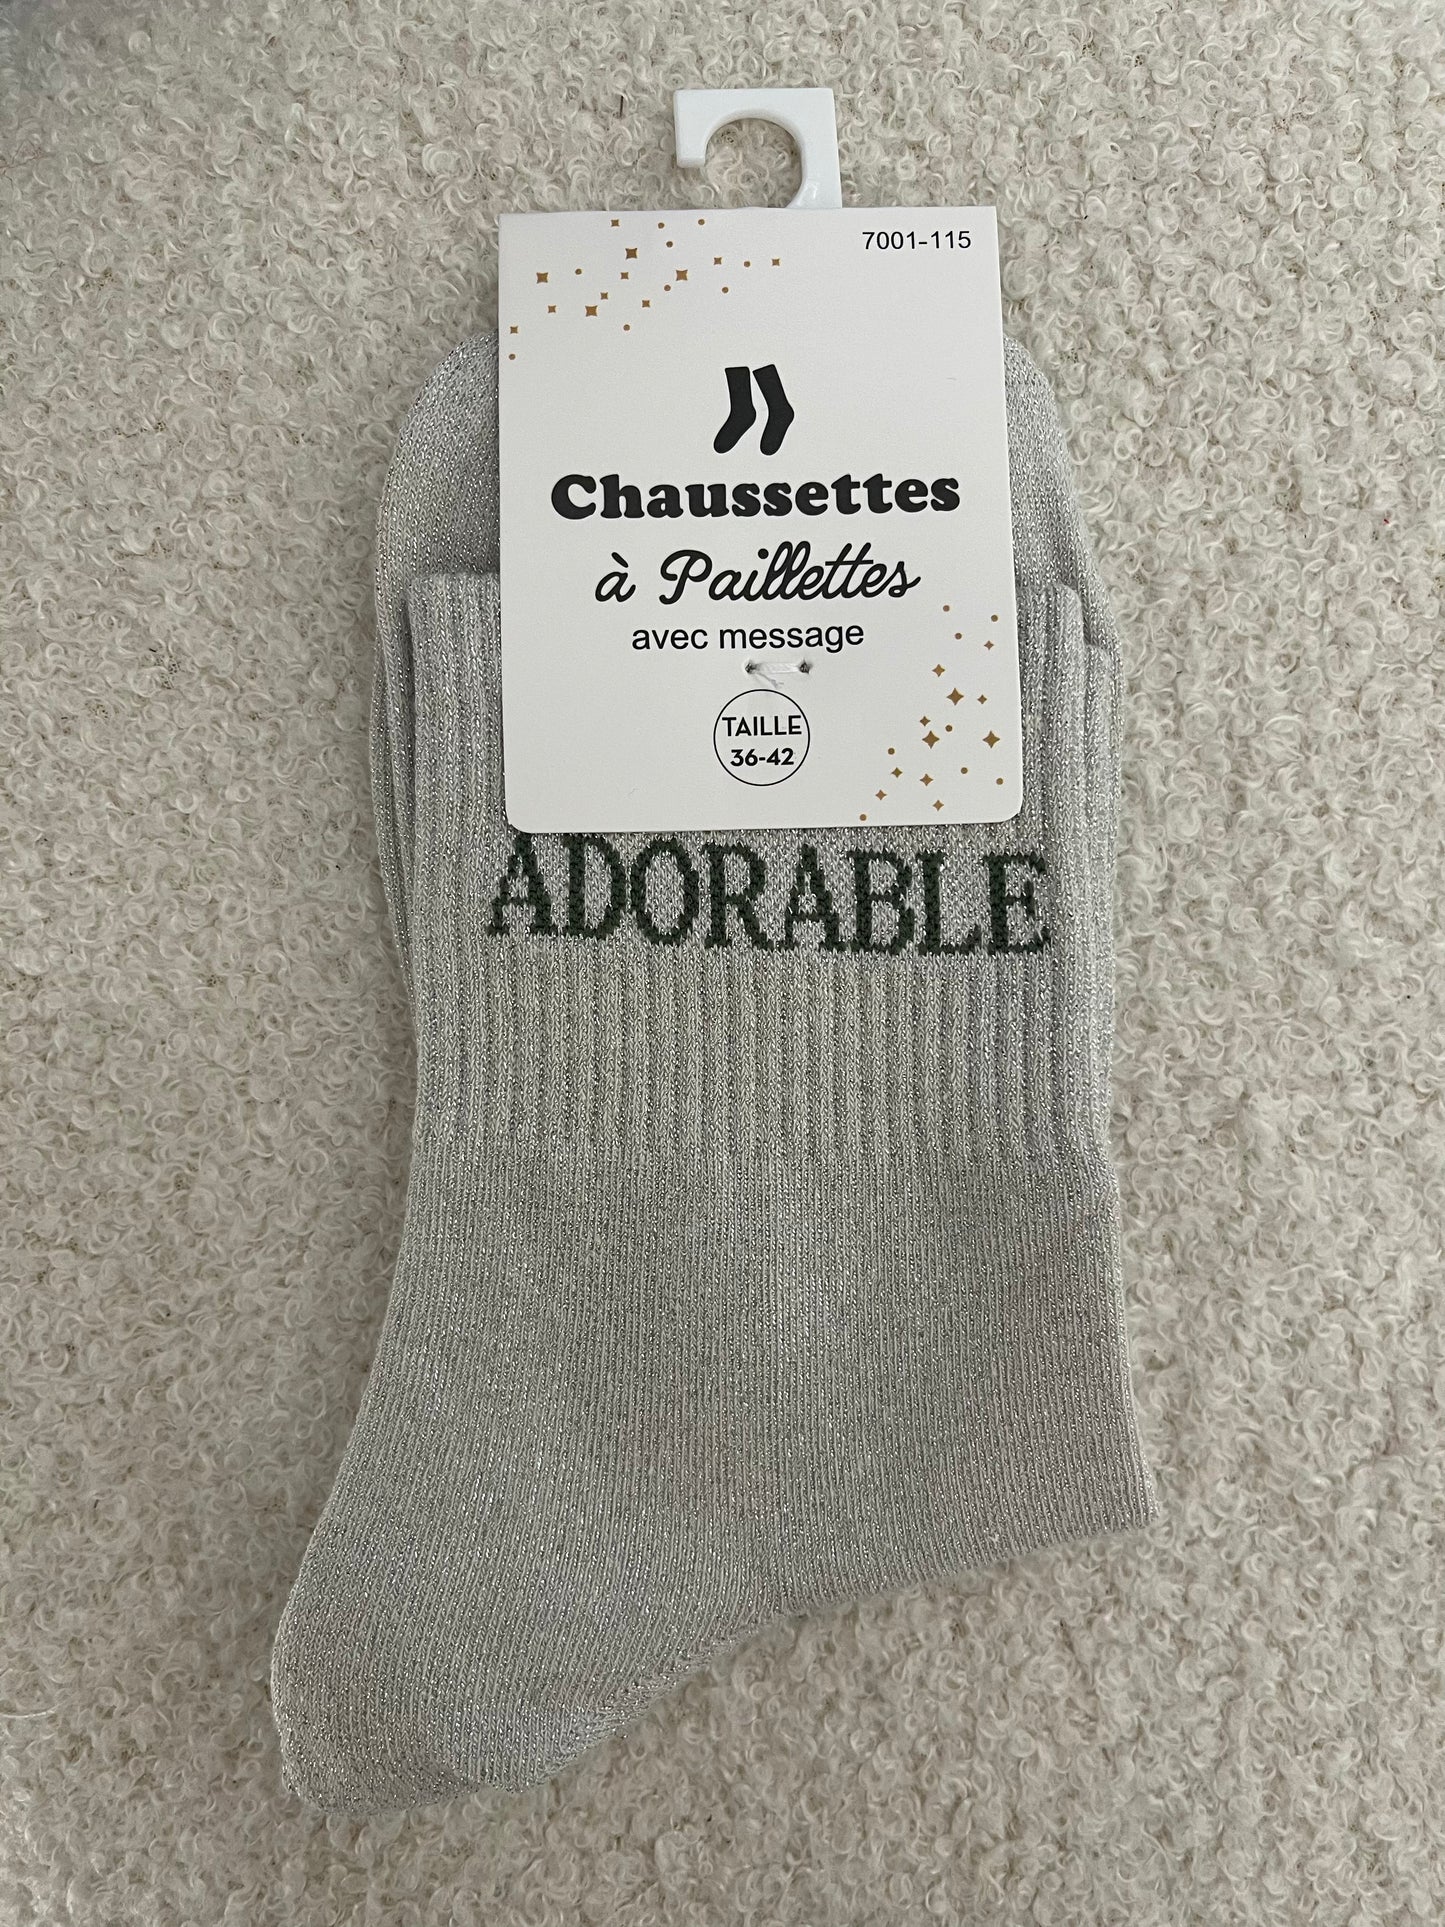 7001-115
Chaussettes
à Paillettes
avec message
TAILLE
36-42
ADORABLE